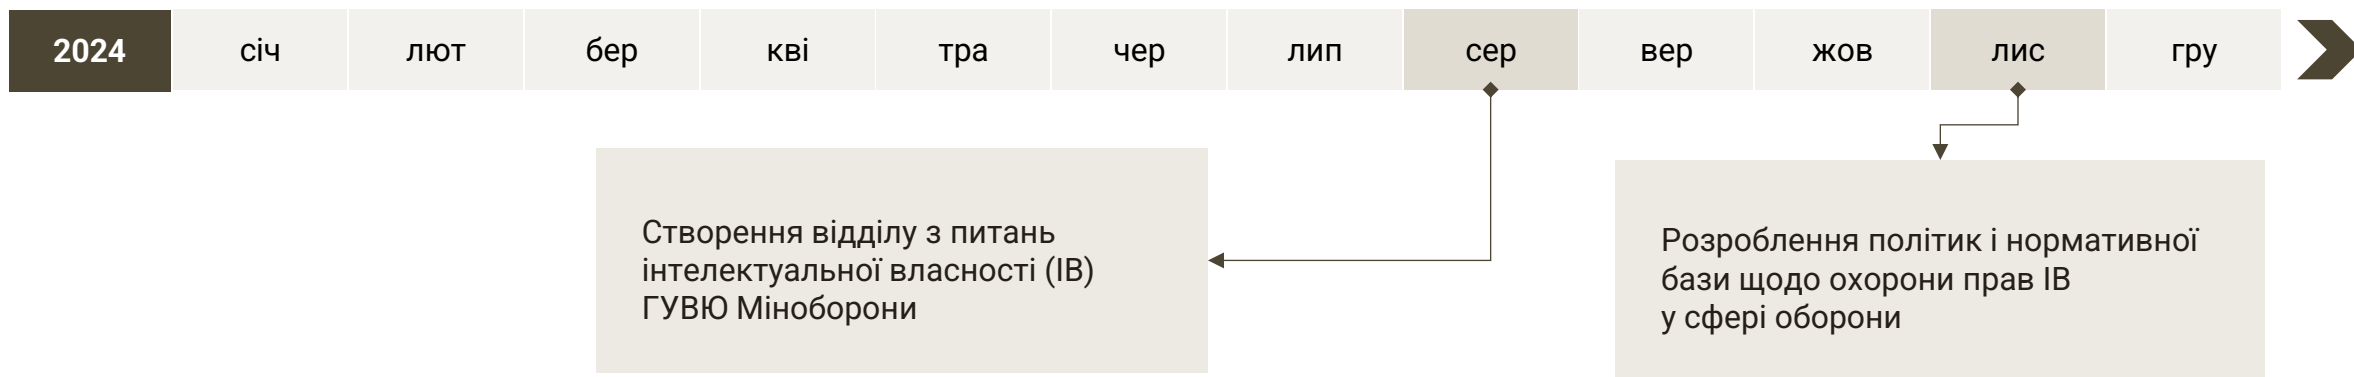 2024 січ лют бер кві тра чер лип сер вер жов лис гру
Створення відділу з питань
інтелектуальної власності (ІВ)
ГУВЮ Міноборони
Розроблення політик і нормативної
бази щодо охорони прав ІВ
у сфері оборони